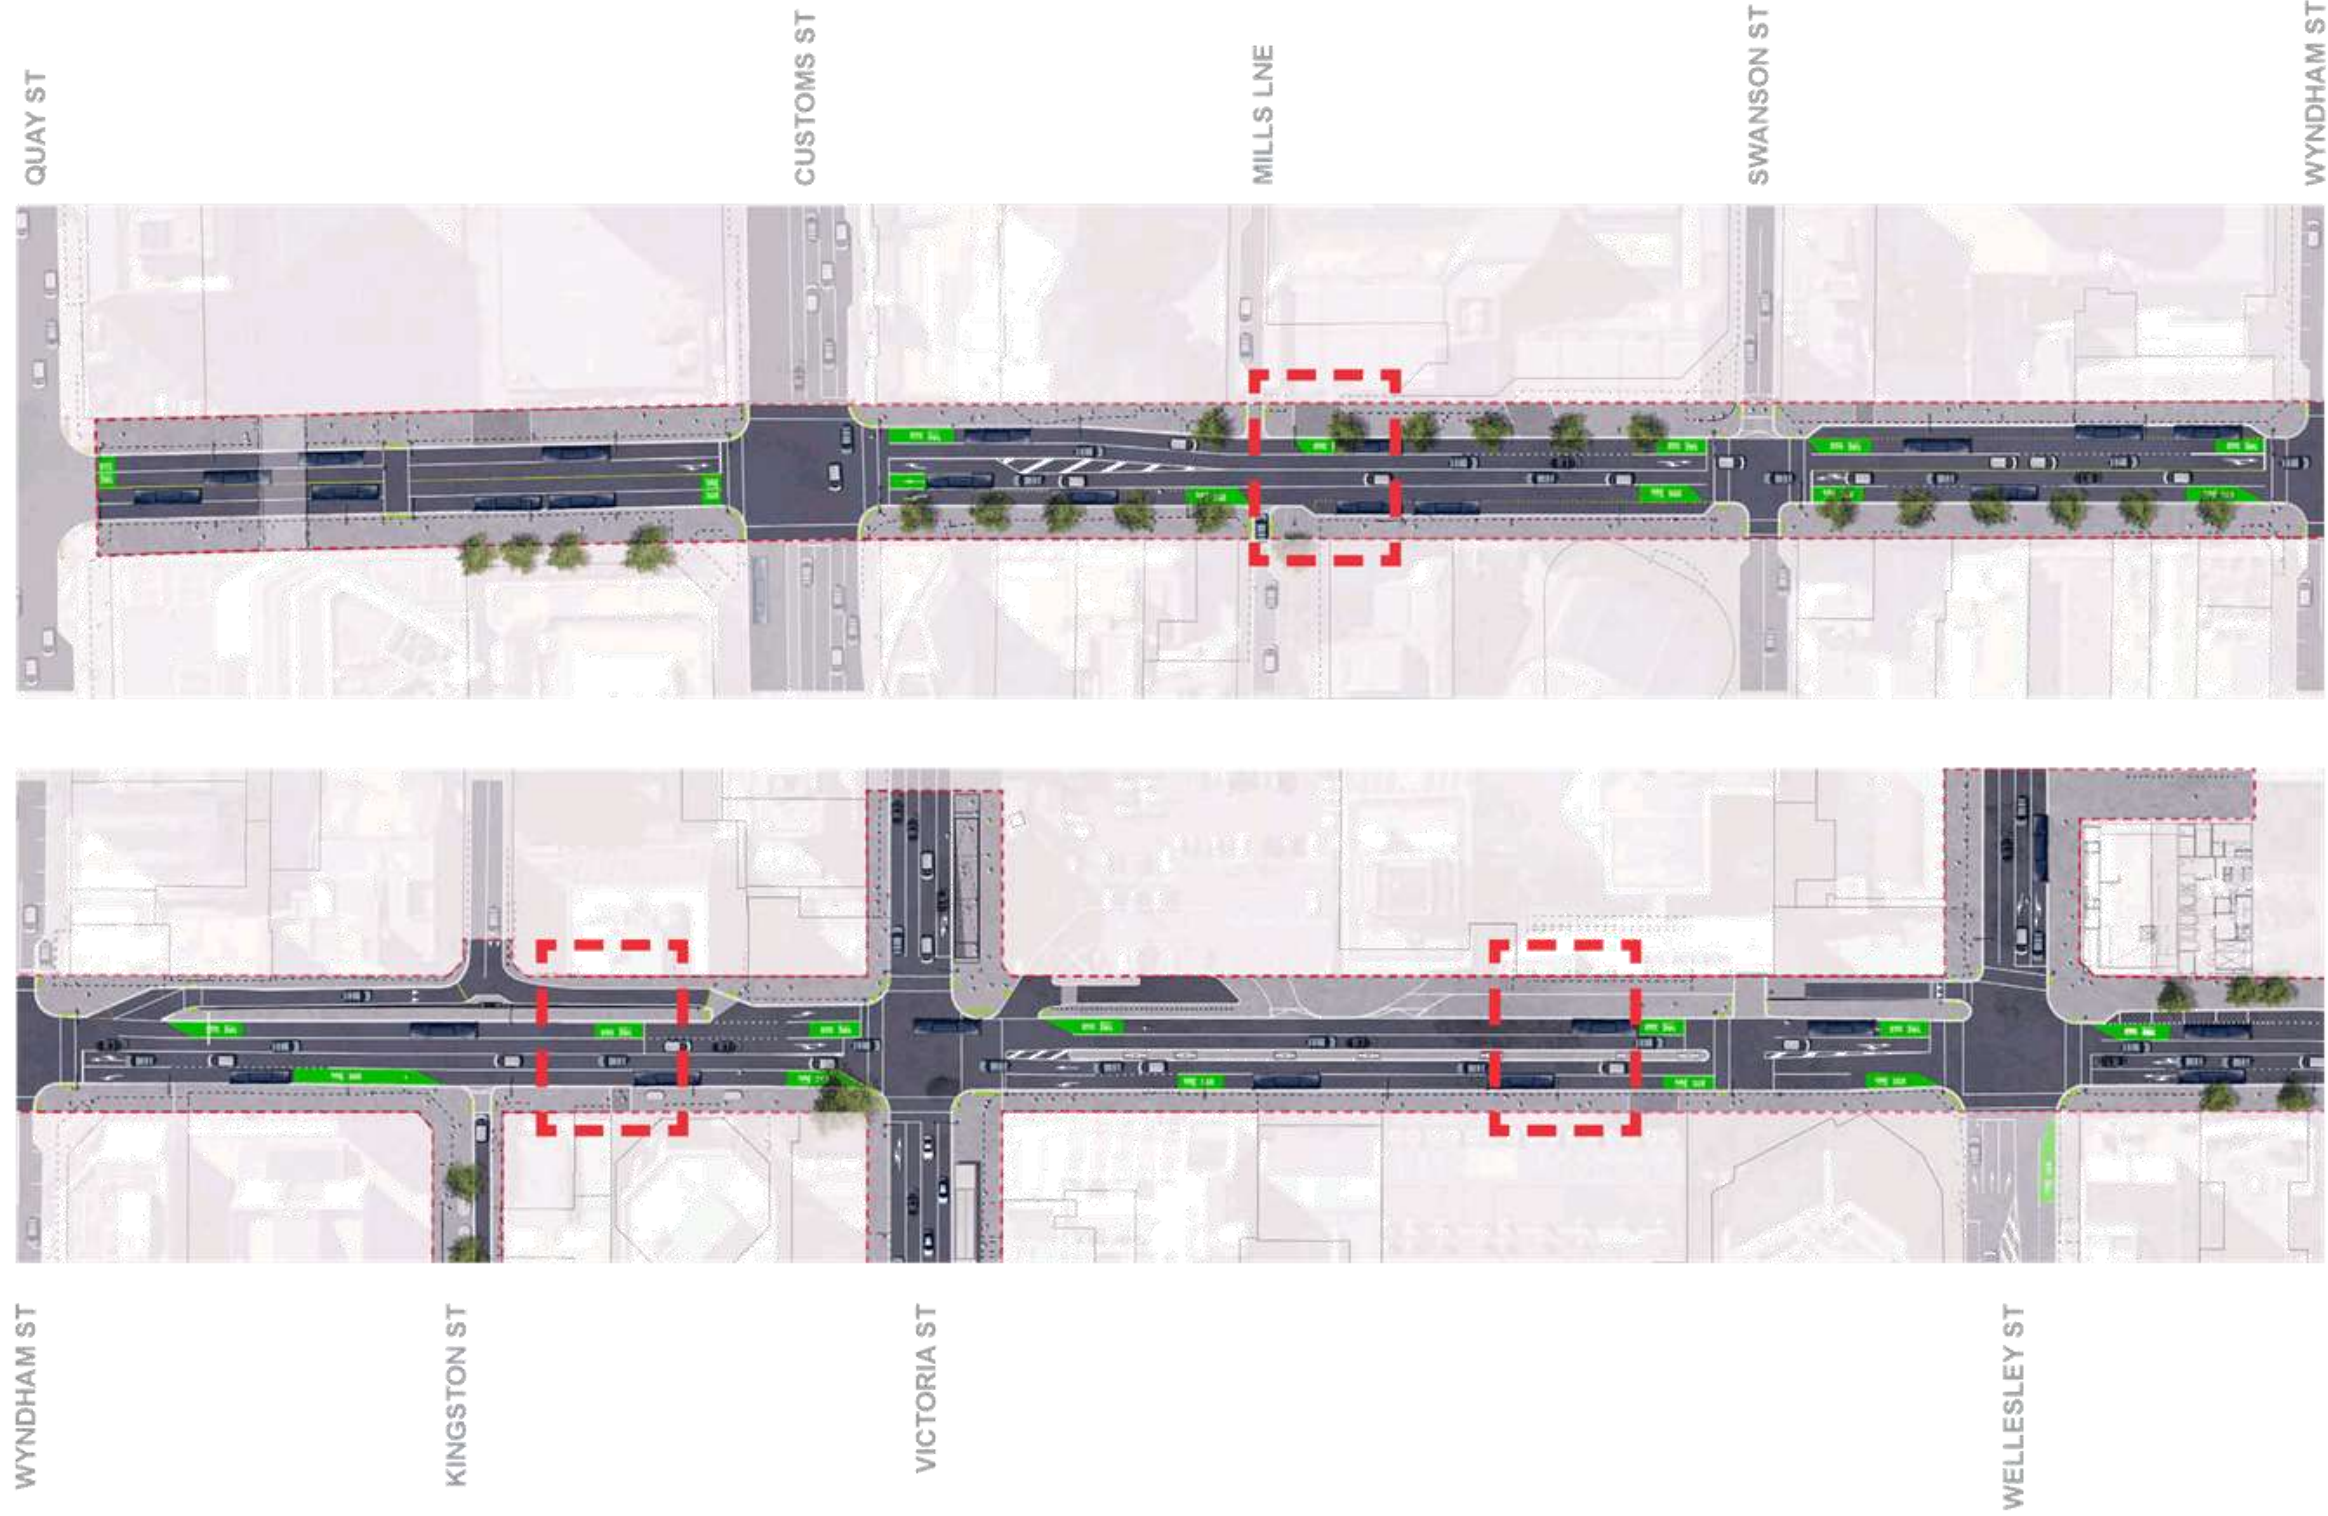 QUAY ST
CUSTOMS ST
MILLS LNE
SWANSON ST
WYNDHAM ST
WYNDHAM ST
KINGSTON ST
VICTORIA ST
WELLESLEY ST